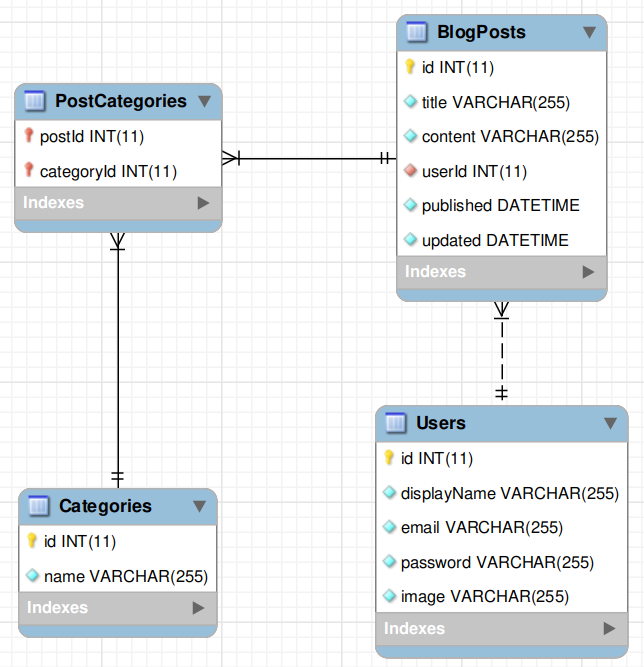 BlogPosts
id INT(11)
title VARCHAR(255)
content VARCHAR(255)
userId INT(11)
published DATETIME
updated DATETIME
Indexes
PostCategories
postId INT(11)
categoryId INT(11)
Indexes
Users
id INT(11)
displayName VARCHAR(255)
email VARCHAR(255)
password VARCHAR(255)
image VARCHAR(255)
Indexes
Categories
id INT(11)
name VARCHAR(255)
Indexes